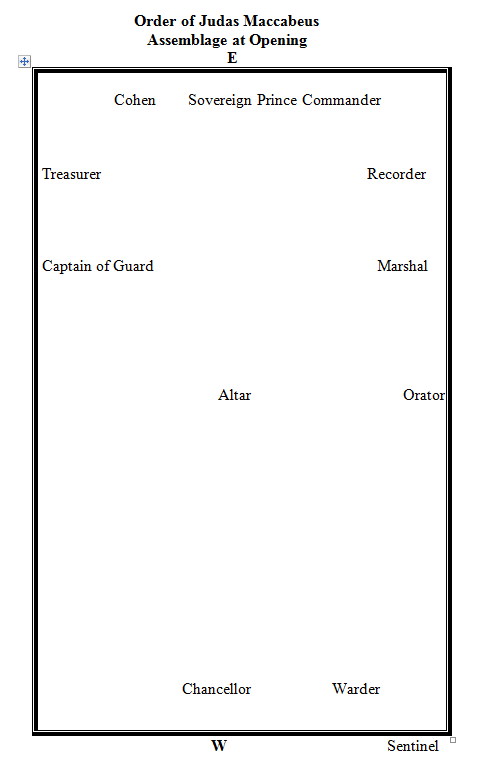 Order of Judas Maccabeus
Assemblage at Opening
E
Cohen Sovereign Prince Commander
Treasurer Recorder
Captain of Guard Marshal
Altar Orator
Chancellor Warder
W Sentinel